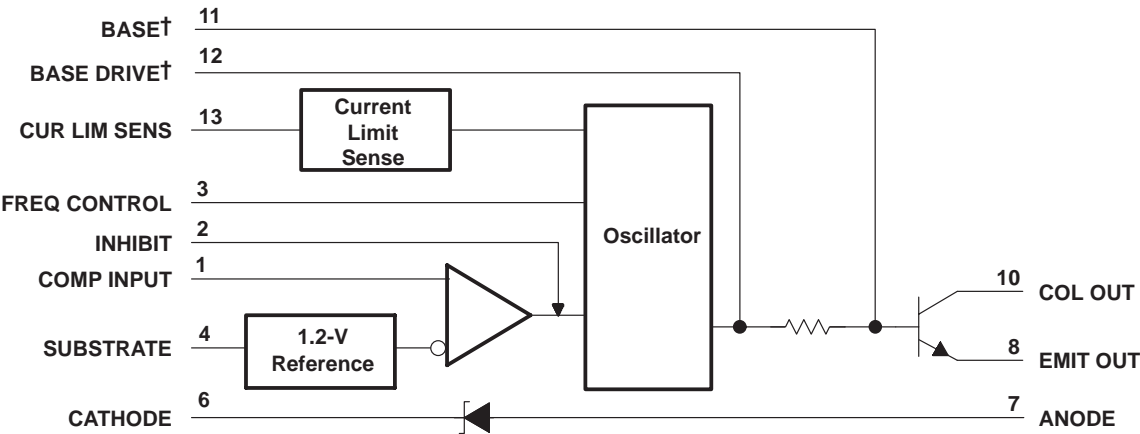 BASE† 11
BASE DRIVE† 12
CUR LIM SENS 13
Current
Limit
Sense
FREQ CONTROL 3
INHIBIT 2
COMP INPUT 1
Oscillator
SUBSTRATE 4
1.2-V
Reference
10 COL OUT
8 EMIT OUT
CATHODE 6
7 ANODE